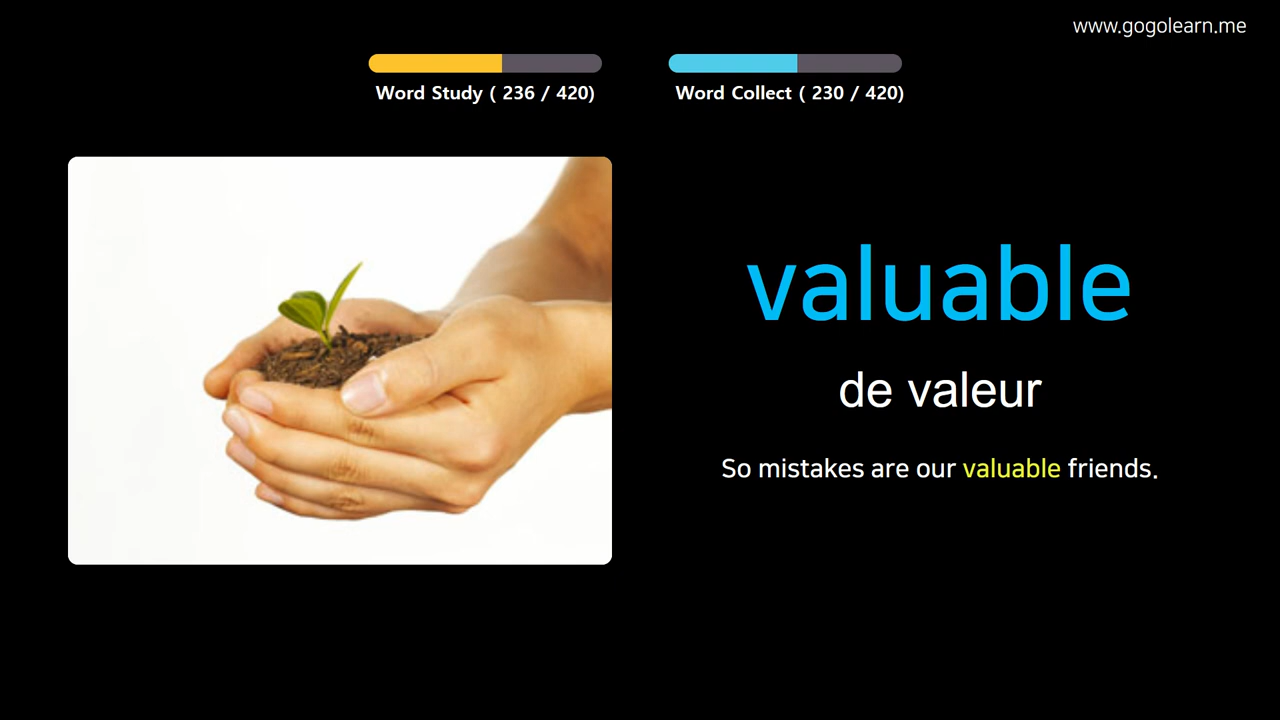 www.gogolearn.me
Word Study ( 236 / 420)
Word Collect ( 230 / 420)
valuable
de valeur
So mistakes are our valuable friends.